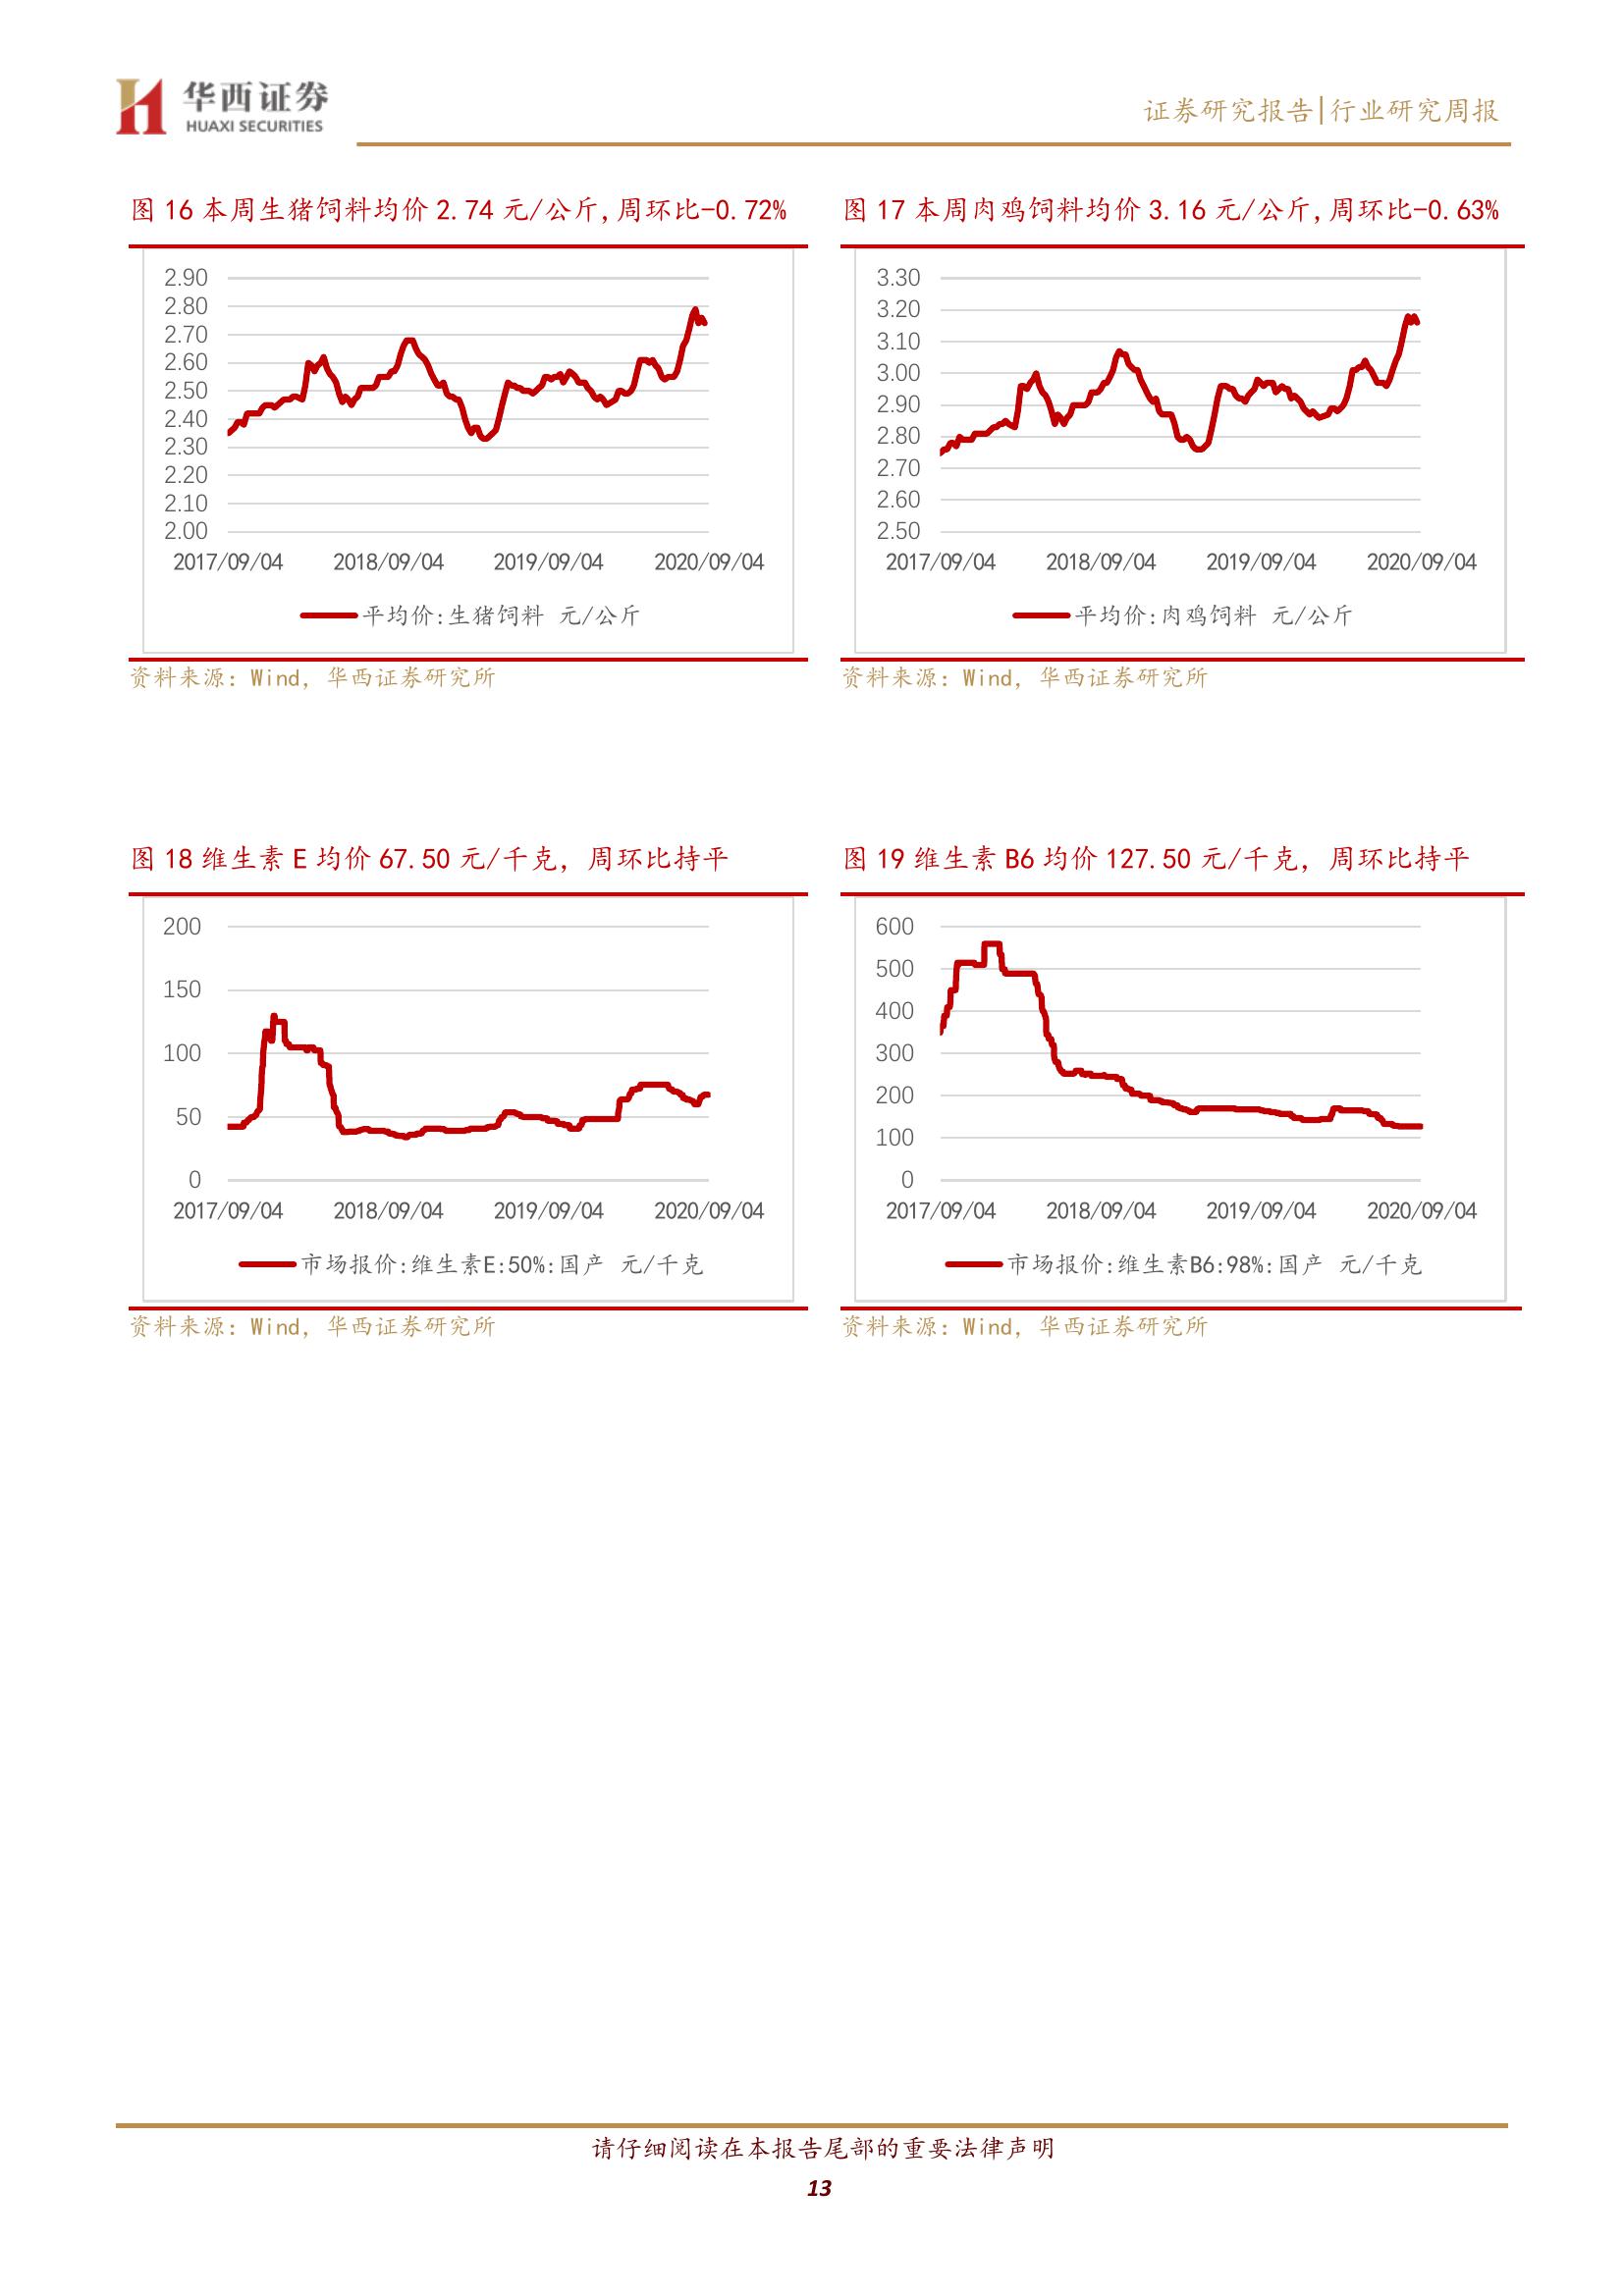 华西证券
HUAXI SECURITIES
证券研究报告|行业研究周报
图 16 本周生猪饲料均价 2.74 元/公斤,周环比-0.72%
2.90
2.80
2.70
2.60
2.50
2.40
2.30
2.20
2.10
2.00
2017/09/04 2018/09/04 2019/09/04 2020/09/04
平均价:生猪饲料 元/公斤
资料来源: Wind, 华西证券研究所
图 17 本周肉鸡饲料均价 3.16 元/公斤,周环比-0.63%
3.30
3.20
3.10
3.00
2.90
2.80
2.70
2.60
2.50
2017/09/04 2018/09/04 2019/09/04 2020/09/04
平均价:肉鸡饲料 元/公斤
资料来源: Wind, 华西证券研究所
图 18 维生素 E 均价 67.50 元/千克, 周环比持平
200
150
100
50
0
2017/09/04 2018/09/04 2019/09/04 2020/09/04
市场报价:维生素E:50%:国产 元/千克
资料来源: Wind, 华西证券研究所
图 19 维生素 B6 均价 127.50 元/千克, 周环比持平
600
500
400
300
200
100
0
2017/09/04 2018/09/04 2019/09/04 2020/09/04
市场报价:维生素B6:98%:国产 元/千克
资料来源: Wind, 华西证券研究所
请仔细阅读在本报告尾部的重要法律声明
13